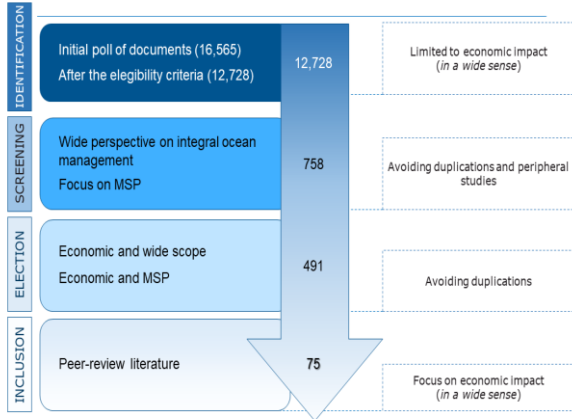 IDENTIFICATION
Initial poll of documents (16,565)
After the elegibility criteria (12,728)
12,728
Limited to economic impact
(in a wide sense)
SCREENING
Wide perspective on integral ocean
management
Focus on MSP
758
Avoiding duplications and peripheral
studies
ELECTION
Economic and wide scope
Economic and MSP
491
Avoiding duplications
INCLUSION
Peer-review literature
75
Focus on economic impact
(in a wide sense)